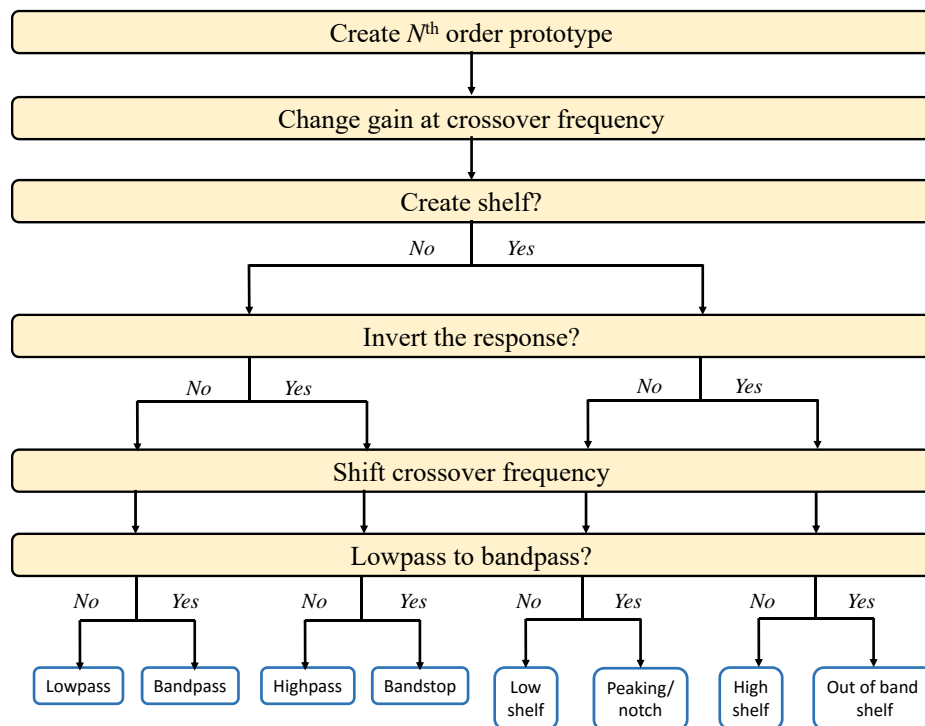 Create Nth order prototype
Change gain at crossover frequency
Create shelf?
No Yes
Invert the response?
No Yes No Yes
Shift crossover frequency
Lowpass to bandpass?
No Yes No Yes No Yes No Yes
Lowpass
Bandpass
Highpass
Bandstop
Low
shelf
Peaking/
notch
High
shelf
Out of band
shelf